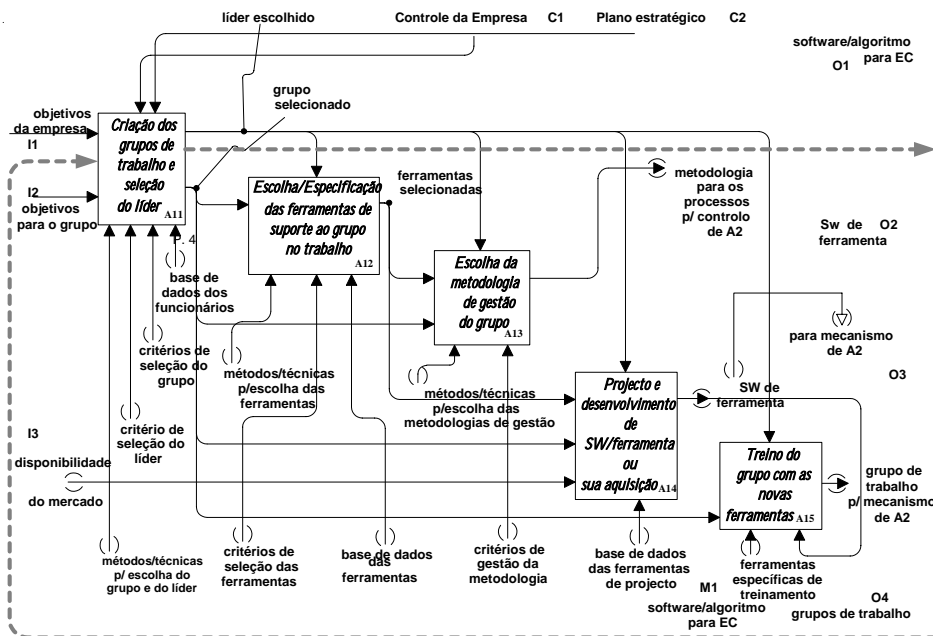 líder escolhido
Controle da Empresa C1
Plano estratégico C2
software/algoritmo
para EC
O1
grupo
selecionado
objetivos
da empresa
I1
I2
objetivos
para o grupo
Criação dos
grupos de
trabalho e
seleção
do líder
A11
P. 4
Escolha/Especificação
das ferramentas de
suporte ao grupo
no trabalho
A12
ferramentas
selecionadas
metodologia
para os
processos
p/ controlo
de A2
Sw de O2
ferramenta
Escolha da
metodologia
de gestão
do grupo
A13
base de
dados dos
funcionários
critérios de
seleção do
grupo
métodos/técnicas
p/escolha das
ferramentas
métodos/técnicas
p/escolha das
metodologias de gestão
para mecanismo
de A2
O3
SW de
ferramenta
Projecto e
desenvolvimento
de
SW/ferramenta
ou
sua aquisição
A14
critério de
seleção do
líder
I3
disponibilidade
do mercado
Treino do
grupo com as
novas
ferramentas
A15
grupo de
trabalho
p/mecanismo
de A2
métodos/técnicas
p/ escolha do
grupo e do líder
critérios de
seleção das
ferramentas
base de dados
das
ferramentas
critérios de
gestão da
metodologia
base de dados
das ferramentas
de projecto
ferramentas
específicas de
treinamento
M1
software/algoritmo
para EC
O4
grupos de trabalho